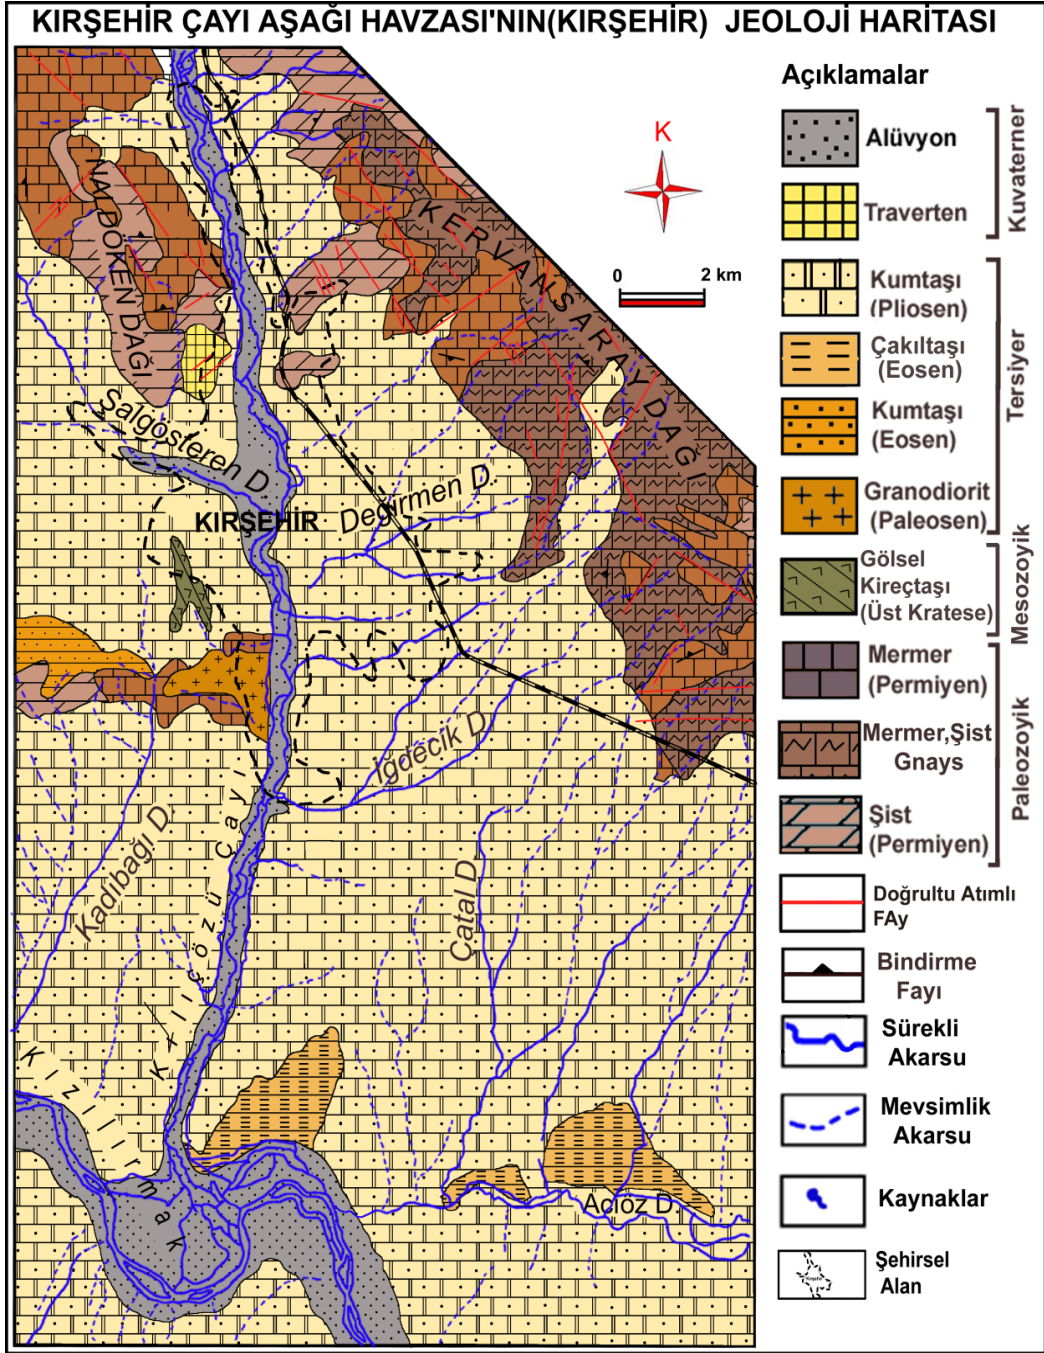 KIRŞEHİR ÇAYI AŞAĞI HAVZASI'NIN(KIRŞEHİR) JEOLOJİ HARİTASI
Açıklamalar
Alüvyon
Traverten
Kuvaterner
Kumtaşı
(Pliosen)
Çakıltaşı
(Eosen)
Kumtaşı
(Eosen)
Granodiorit
(Paleosen)
Tersiyer
Gölsel
Kireçtaşı
(Üst Kratese)
Mesozoyik
Mermer
(Permiyen)
Mermer,Şist
Gnays
Şist
(Permiyen)
Paleozoyik
Doğrultu Atımlı
FAy
Bindirme
Fayı
Sürekli
Akarsu
Mevsimlik
Akarsu
Kaynaklar
Şehirsel
Alan
K
0 2 km
KERVANSARAY DAĞI
NALDÖKEN DAĞI
Şalgösteren D.
KIRŞEHİR
Değirmen D.
İğdecik D.
Kadıbağı D.
Kılıçözü Çayı
Çatal D.
Kızılırmak
Acıöz D.